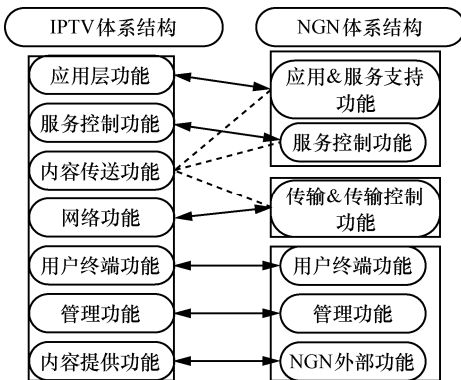 IPTV体系结构
NGN体系结构
应用层功能
服务控制功能
内容传送功能
网络功能
用户终端功能
管理功能
内容提供功能
应用&服务支持
功能
服务控制功能
传输&传输控制
功能
用户终端功能
管理功能
NGN外部功能